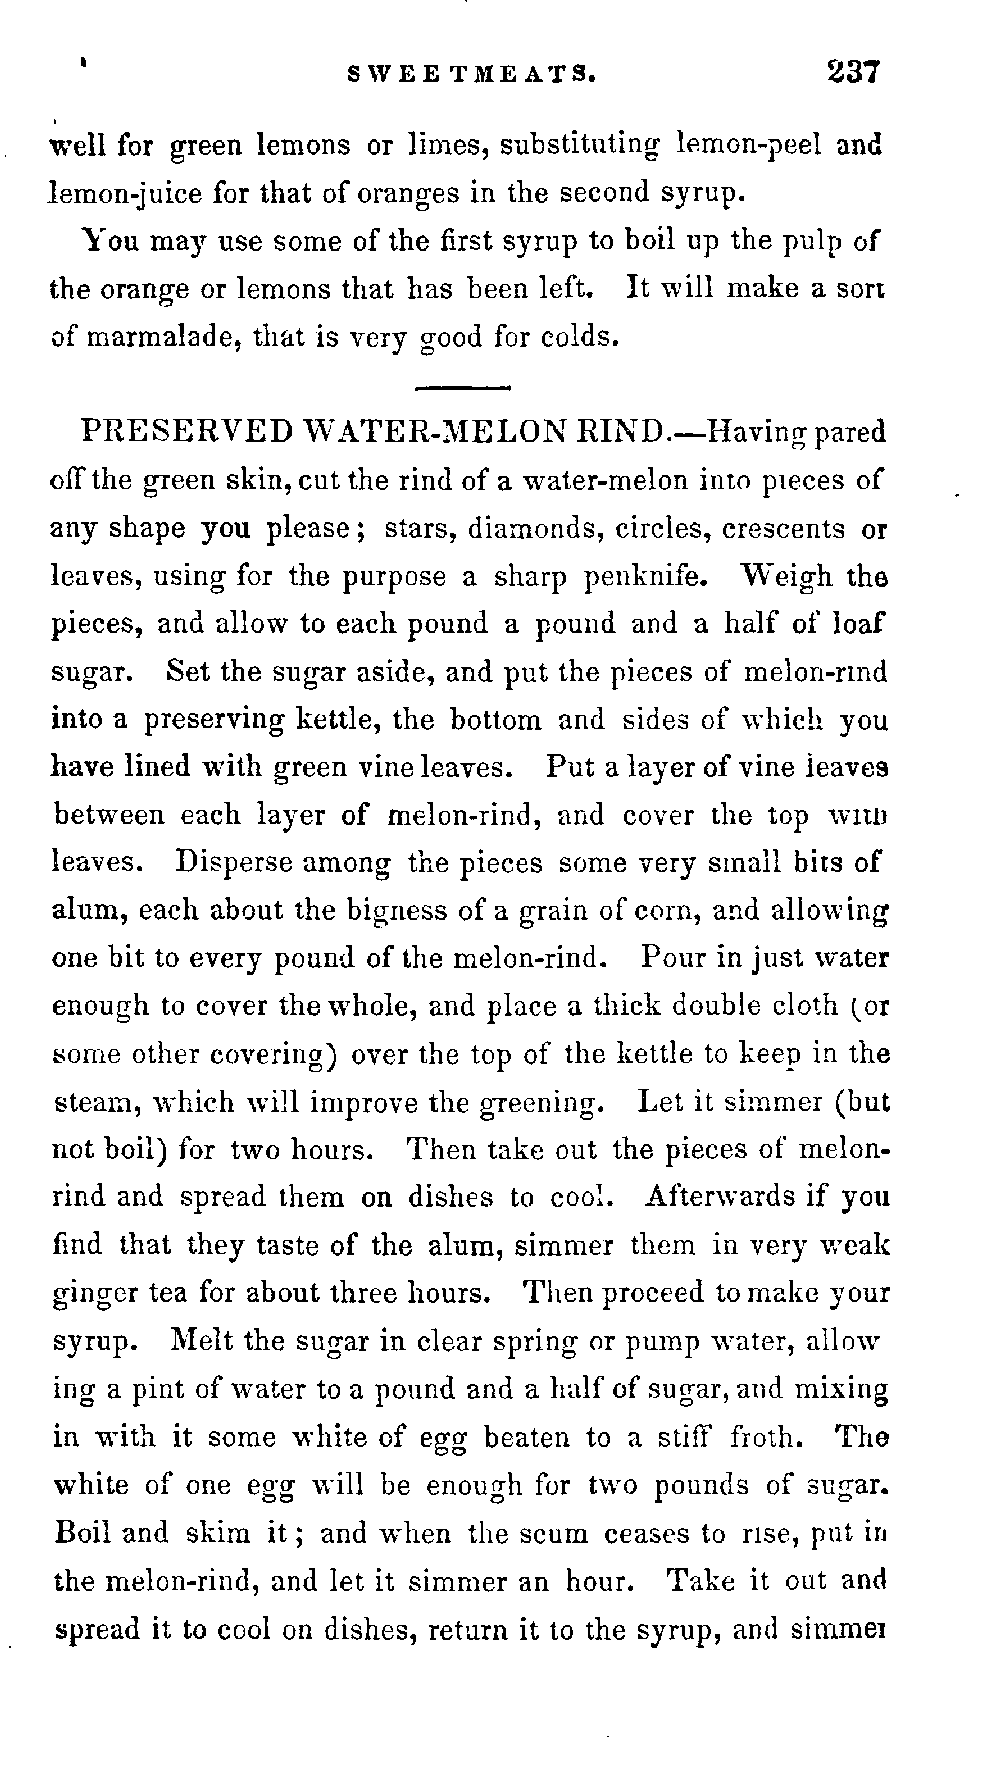 SWEETMEATS. 237
well for green lemons or limes, substituting lemon-peel and
lemon-juice for that of oranges in the second syrup.
You may use some of the first syrup to boil up the pulp of
the orange or lemons that has been left. It will make a sort
of marmalade, that is very good for colds.
PRESERVED WATER-MELON RIND.—Having pared
off the green skin, cut the rind of a water-melon into pieces of
any shape you please; stars, diamonds, circles, crescents or
leaves, using for the purpose a sharp penknife. Weigh the
pieces, and allow to each pound a pound and a half of loaf
sugar. Set the sugar aside, and put the pieces of melon-rind
into a preserving kettle, the bottom and sides of which you
have lined with green vine leaves. Put a layer of vine leaves
between each layer of melon-rind, and cover the top with
leaves. Disperse among the pieces some very small bits of
alum, each about the bigness of a grain of corn, and allowing
one bit to every pound of the melon-rind. Pour in just water
enough to cover the whole, and place a thick double cloth (or
some other covering) over the top of the kettle to keep in the
steam, which will improve the greening. Let it simmer (but
not boil) for two hours. Then take out the pieces of melon-
rind and spread them on dishes to cool. Afterwards if you
find that they taste of the alum, simmer them in very weak
ginger tea for about three hours. Then proceed to make your
syrup. Melt the sugar in clear spring or pump water, allow
ing a pint of water to a pound and a half of sugar, and mixing
in with it some white of egg beaten to a stiff froth. The
white of one egg will be enough for two pounds of sugar.
Boil and skim it; and when the scum ceases to rise, put in
the melon-rind, and let it simmer an hour. Take it out and
spread it to cool on dishes, return it to the syrup, and simmer